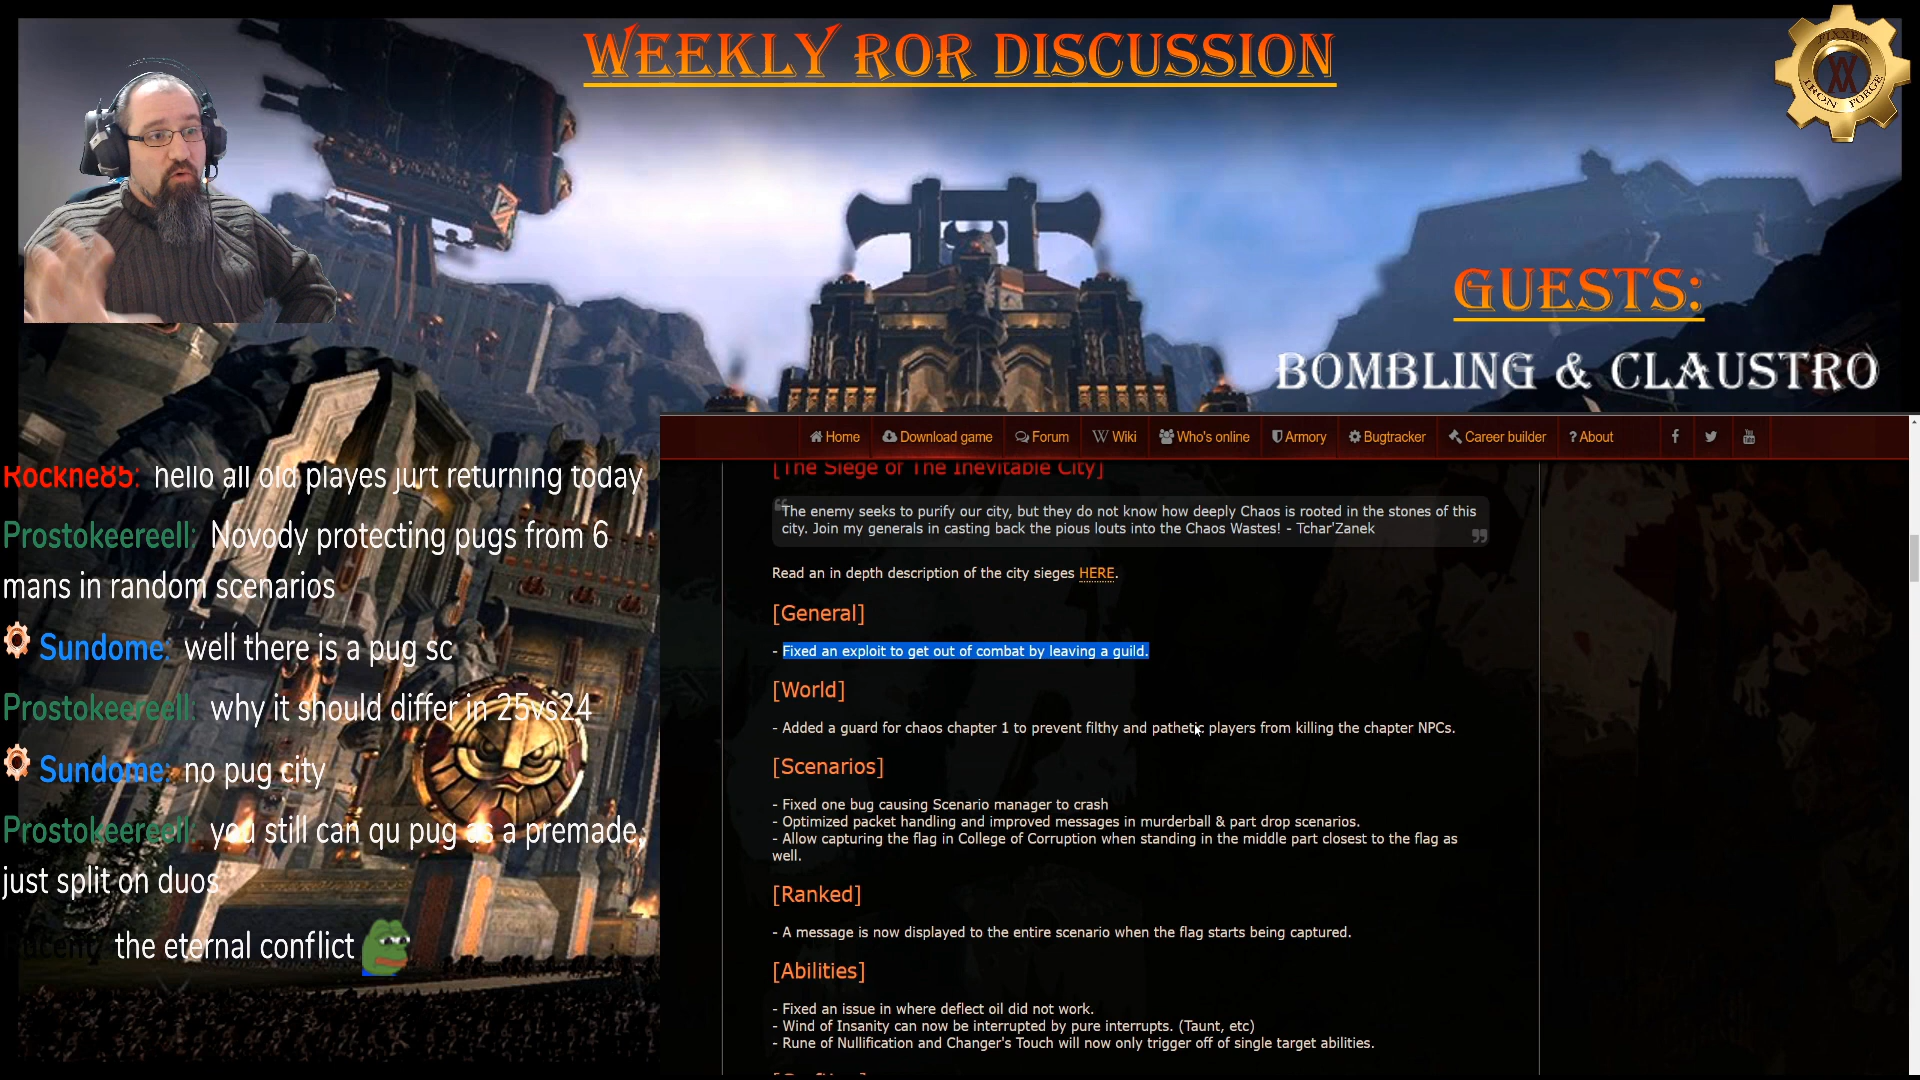 WEEKLY ROR DISCUSSION
FIXXER
IRON FORGE
GUESTS:
BOMBLING & CLAUSTRO
Home Download game Forum Wiki Who's online Armory Bugtracker Career builder ? About
Rockne85: hello all old playes jurt returning today
Prostokeereell: Novody protecting pugs from 6
mans in random scenarios
Sundome: well there is a pug sc
Prostokeereell: why it should differ in 25vs24
Sundome: no pug city
Prostokeereell: you still can qu pug as a premade,
just split on duos
the eternal conflict
[The Siege of The Inevitable City]
The enemy seeks to purify our city, but they do not know how deeply Chaos is rooted in the stones of this
city. Join my generals in casting back the pious louts into the Chaos Wastes! - Tchar'Zanek
Read an in depth description of the city sieges HERE.
[General]
- Fixed an exploit to get out of combat by leaving a guild.
[World]
- Added a guard for chaos chapter 1 to prevent filthy and pathetic players from killing the chapter NPCs.
[Scenarios]
- Fixed one bug causing Scenario manager to crash
- Optimized packet handling and improved messages in murderball & part drop scenarios.
- Allow capturing the flag in College of Corruption when standing in the middle part closest to the flag as
well.
[Ranked]
- A message is now displayed to the entire scenario when the flag starts being captured.
[Abilities]
- Fixed an issue in where deflect oil did not work.
- Wind of Insanity can now be interrupted by pure interrupts. (Taunt, etc)
- Rune of Nullification and Changer's Touch will now only trigger off of single target abilities.